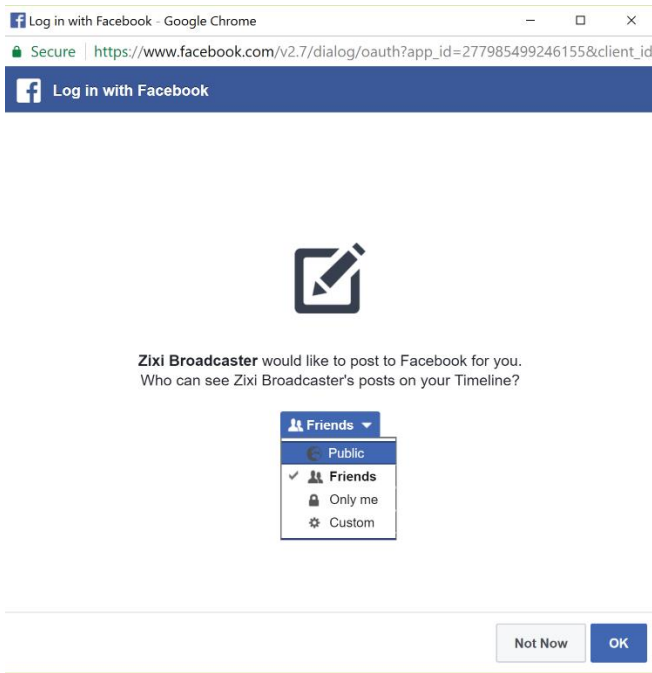 Log in with Facebook - Google Chrome
Secure | https://www.facebook.com/v2.7/dialog/oauth?app_id=277985499246155&client_id
Log in with Facebook
Zixi Broadcaster would like to post to Facebook for you.
Who can see Zixi Broadcaster's posts on your Timeline?
Friends
Public
Friends
Only me
Custom
Not Now OK